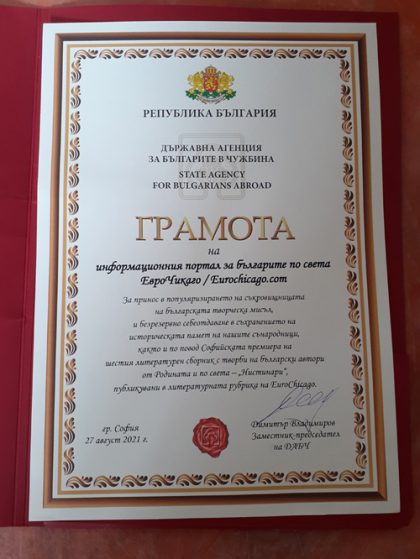 РЕПУБЛИКА БЪЛГАРИЯ
ДЪРЖАВНА АГЕНЦИЯ
ЗА БЪЛГАРИТЕ В ЧУЖБИНА
STATE AGENCY
FOR BULGARIANS ABROAD
ГРАМОТА
на
информационния портал за българите по света
ЕвроЧикаго / Eurochicago.com
За принос в популяризирането на съкровищницата
на българската творческа мисъл,
и безрезервно себеотдаване в съхранението на
историческата памет на нашите сънародници,
както и по повод Софийската премиера на
шестия литературен сборник с творби на български автори
от Родината и по света – „Нистинари",
публикувани в литературната рубрика на EuroChicago.
гр. София
27 август 2021 г.
Димитър Владимиров
Заместник-председател
на ДАБЧ